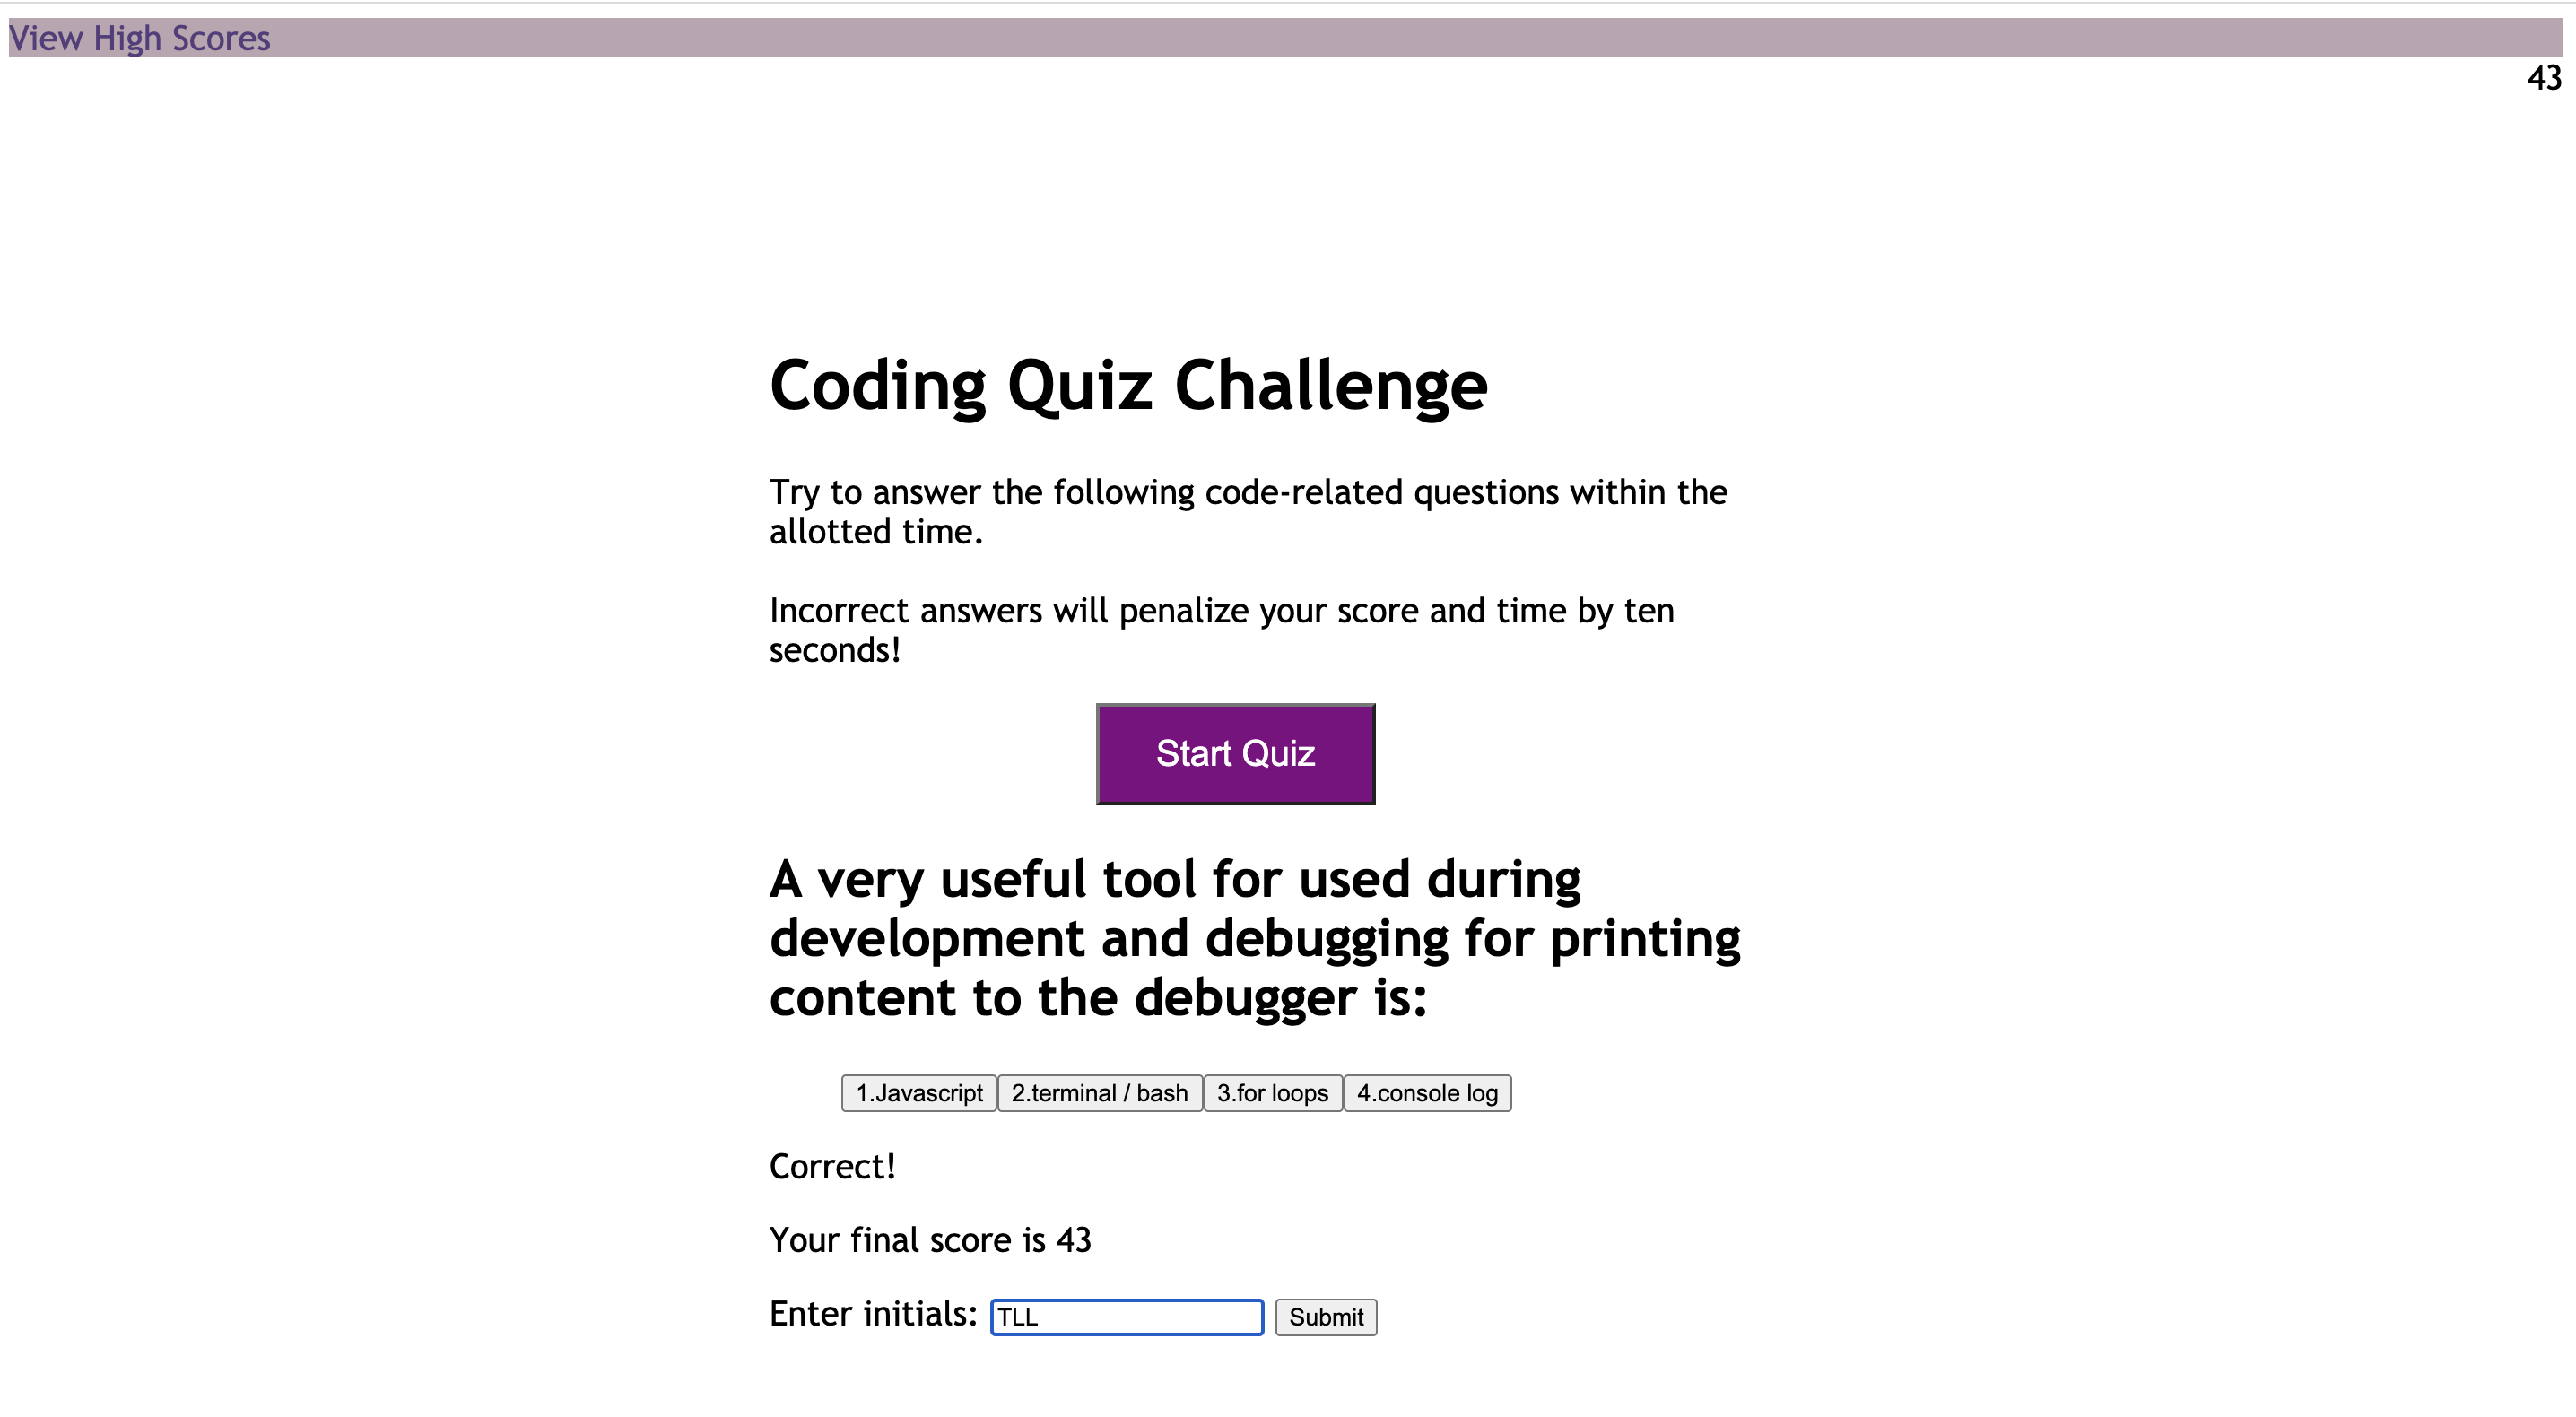 View High Scores
43
Coding Quiz Challenge
Try to answer the following code-related questions within the
allotted time.
Incorrect answers will penalize your score and time by ten
seconds!
Start Quiz
A very useful tool for used during
development and debugging for printing
content to the debugger is:
1.Javascript 2.terminal / bash 3.for loops 4.console log
Correct!
Your final score is 43
Enter initials: TLL Submit